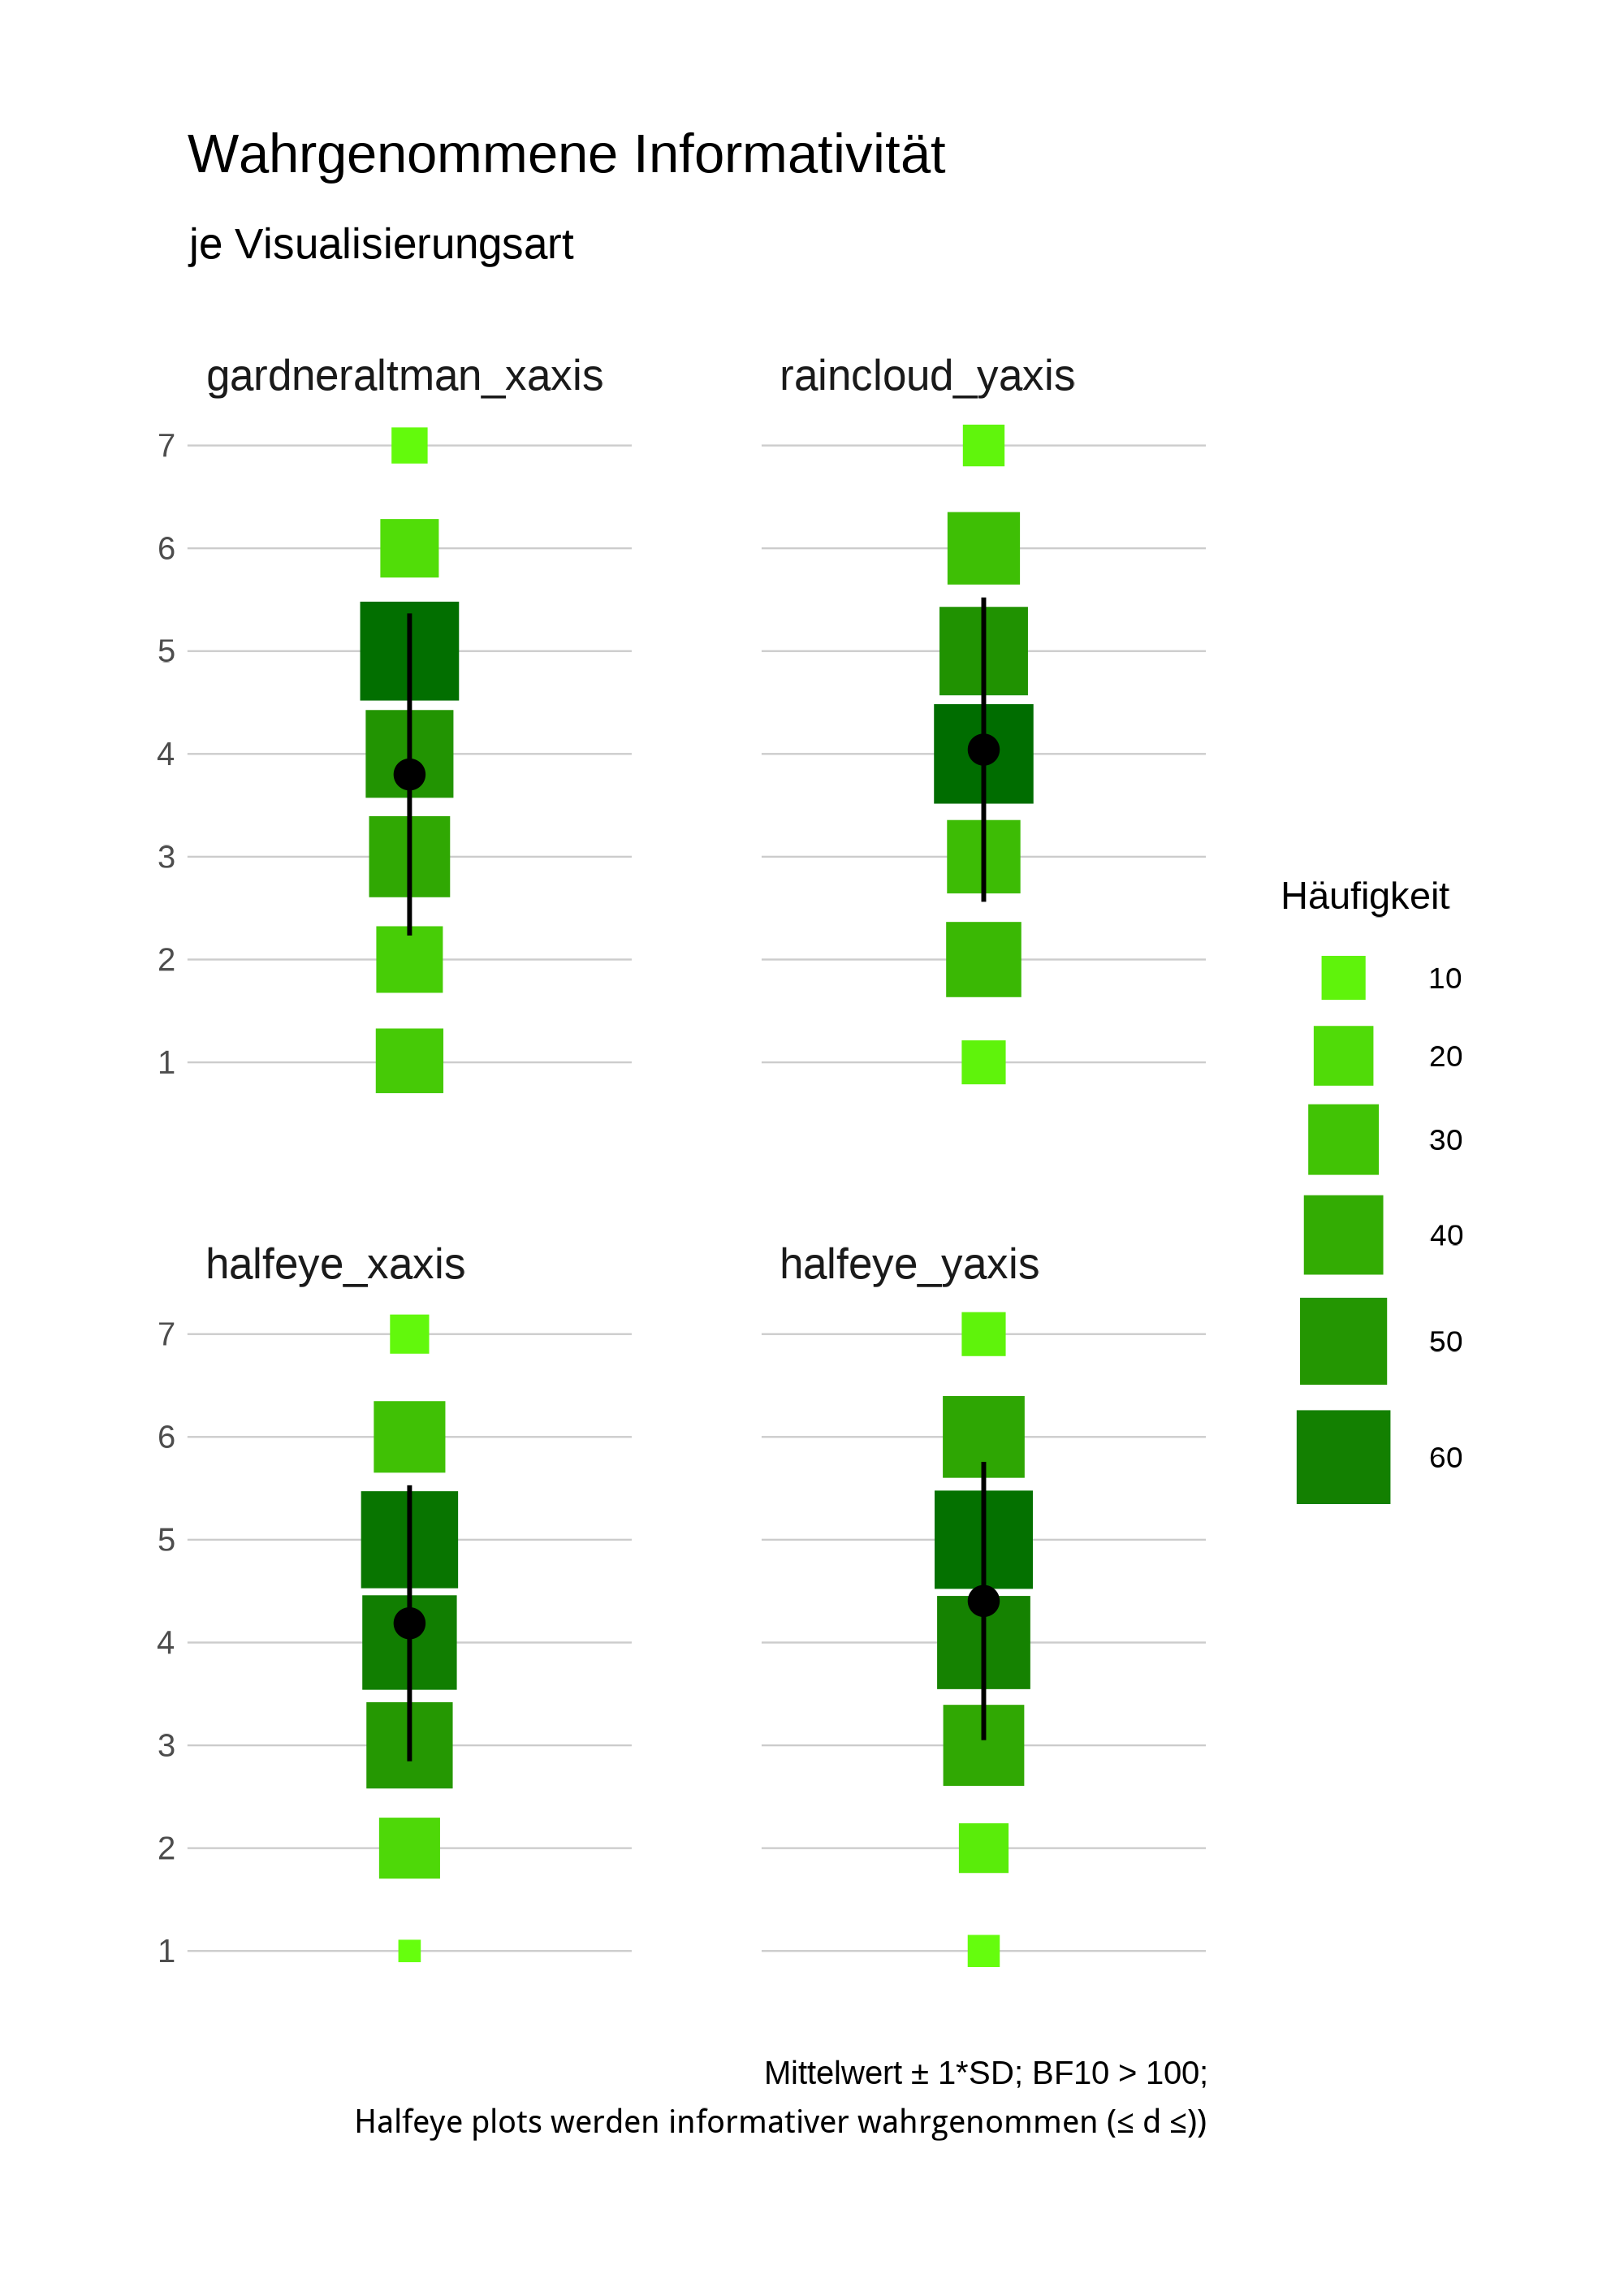 Wahrgenommene Informativität
je Visualisierungsart
gardneraltman_xaxis
raincloud_yaxis
7
6
5
4
3
2
1
halfeye_xaxis
halfeye_yaxis
7
6
5
4
3
2
1
Häufigkeit
10
20
30
40
50
60
Mittelwert ± 1*SD; BF10 > 100;
Halfeye plots werden informativer wahrgenommen (≤ d ≤))